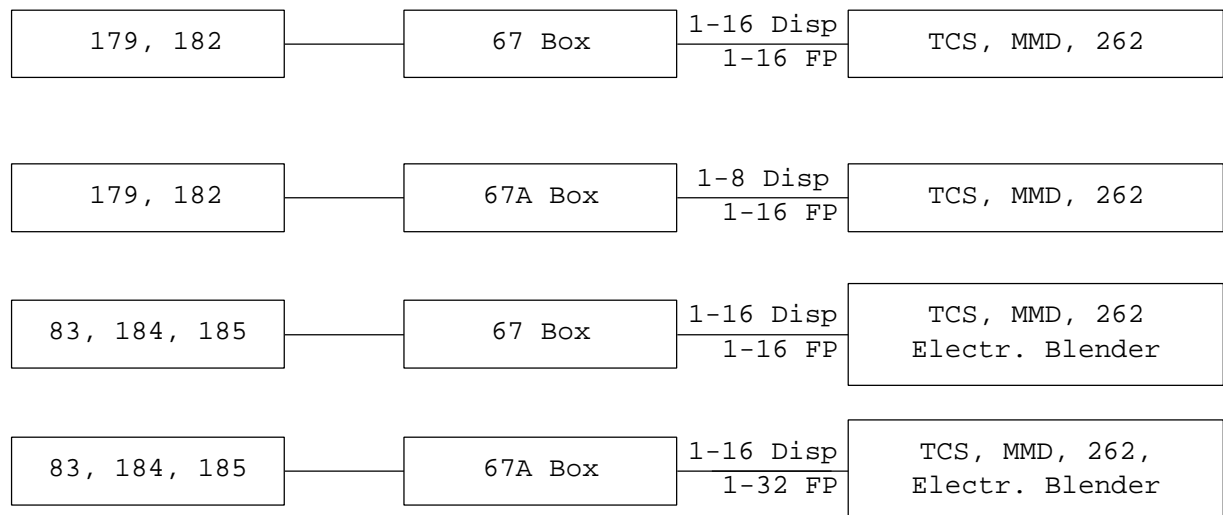 179, 182
67 Box
1-16 Disp
1-16 FP
TCS, MMD, 262
179, 182
67A Box
1-8 Disp
1-16 FP
TCS, MMD, 262
83, 184, 185
67 Box
1-16 Disp
1-16 FP
TCS, MMD, 262
Electr. Blender
83, 184, 185
67A Box
1-16 Disp
1-32 FP
TCS, MMD, 262,
Electr. Blender